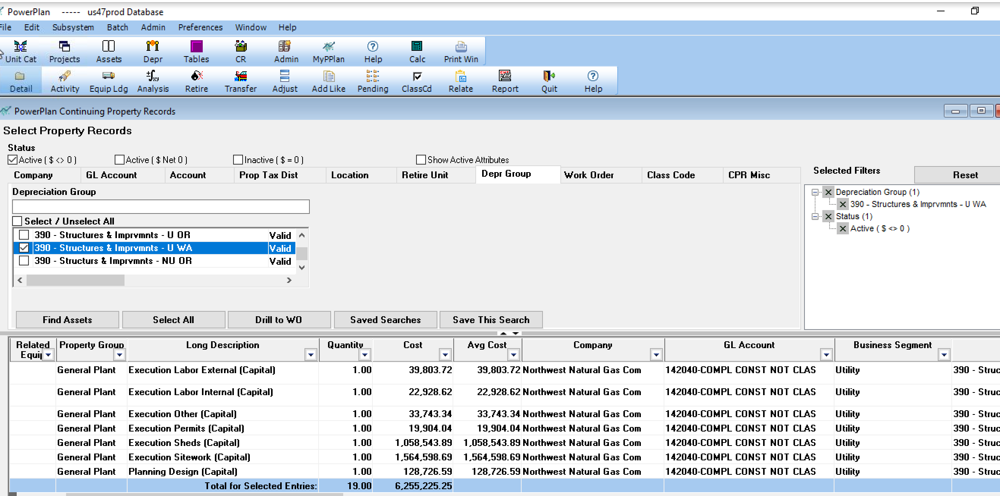 PowerPlan ----- us47prod Database
File Edit Subsystem Batch Admin Preferences Window Help
Unit Cat Projects Assets Depr Tables CR Admin MyPPlan Help Calc Print Win
Detail Activity Equip Ldg Analysis Retire Transfer Adjust Add Like Pending ClassCd Relate Report Quit Help
PowerPlan Continuing Property Records
Select Property Records
Status
Active ( $ <> 0 ) Active ( $ Net 0 ) Inactive ( $ = 0 ) Show Active Attributes
Company GL Account Account Prop Tax Dist Location Retire Unit Depr Group Work Order Class Code CPR Misc
Selected Filters Reset
Depreciation Group
Select / Unselect All
390 - Structures & Imprvmnts - U OR Valid
390 - Structures & Imprvmnts - U WA Valid
390 - Structurs & Imprvmnts - NU OR Valid
Depreciation Group (1)
390 - Structures & Imprvmnts - U WA
Status (1)
Active ( $ <> 0 )
Find Assets Select All Drill to WO Saved Searches Save This Search
Related Equip Property Group Long Description Quantity Cost Avg Cost Company GL Account Business Segment
General Plant Execution Labor External (Capital) 1.00 39,803.72 39,803.72 Northwest Natural Gas Com 142040-COMPL CONST NOT CLAS Utility 390 - Struc
General Plant Execution Labor Internal (Capital) 1.00 22,928.62 22,928.62 Northwest Natural Gas Com 142040-COMPL CONST NOT CLAS Utility 390 - Struc
General Plant Execution Other (Capital) 1.00 33,743.34 33,743.34 Northwest Natural Gas Com 142040-COMPL CONST NOT CLAS Utility 390 - Struc
General Plant Execution Permits (Capital) 1.00 19,904.04 19,904.04 Northwest Natural Gas Com 142040-COMPL CONST NOT CLAS Utility 390 - Struc
General Plant Execution Sheds (Capital) 1.00 1,058,543.89 1,058,543.89 Northwest Natural Gas Com 142040-COMPL CONST NOT CLAS Utility 390 - Struc
General Plant Execution Sitework (Capital) 1.00 1,564,598.69 1,564,598.69 Northwest Natural Gas Com 142040-COMPL CONST NOT CLAS Utility 390 - Struc
General Plant Planning Design (Capital) 1.00 128,726.59 128,726.59 Northwest Natural Gas Com 142040-COMPL CONST NOT CLAS Utility 390 - Struc
Total for Selected Entries: 19.00 6,255,225.25